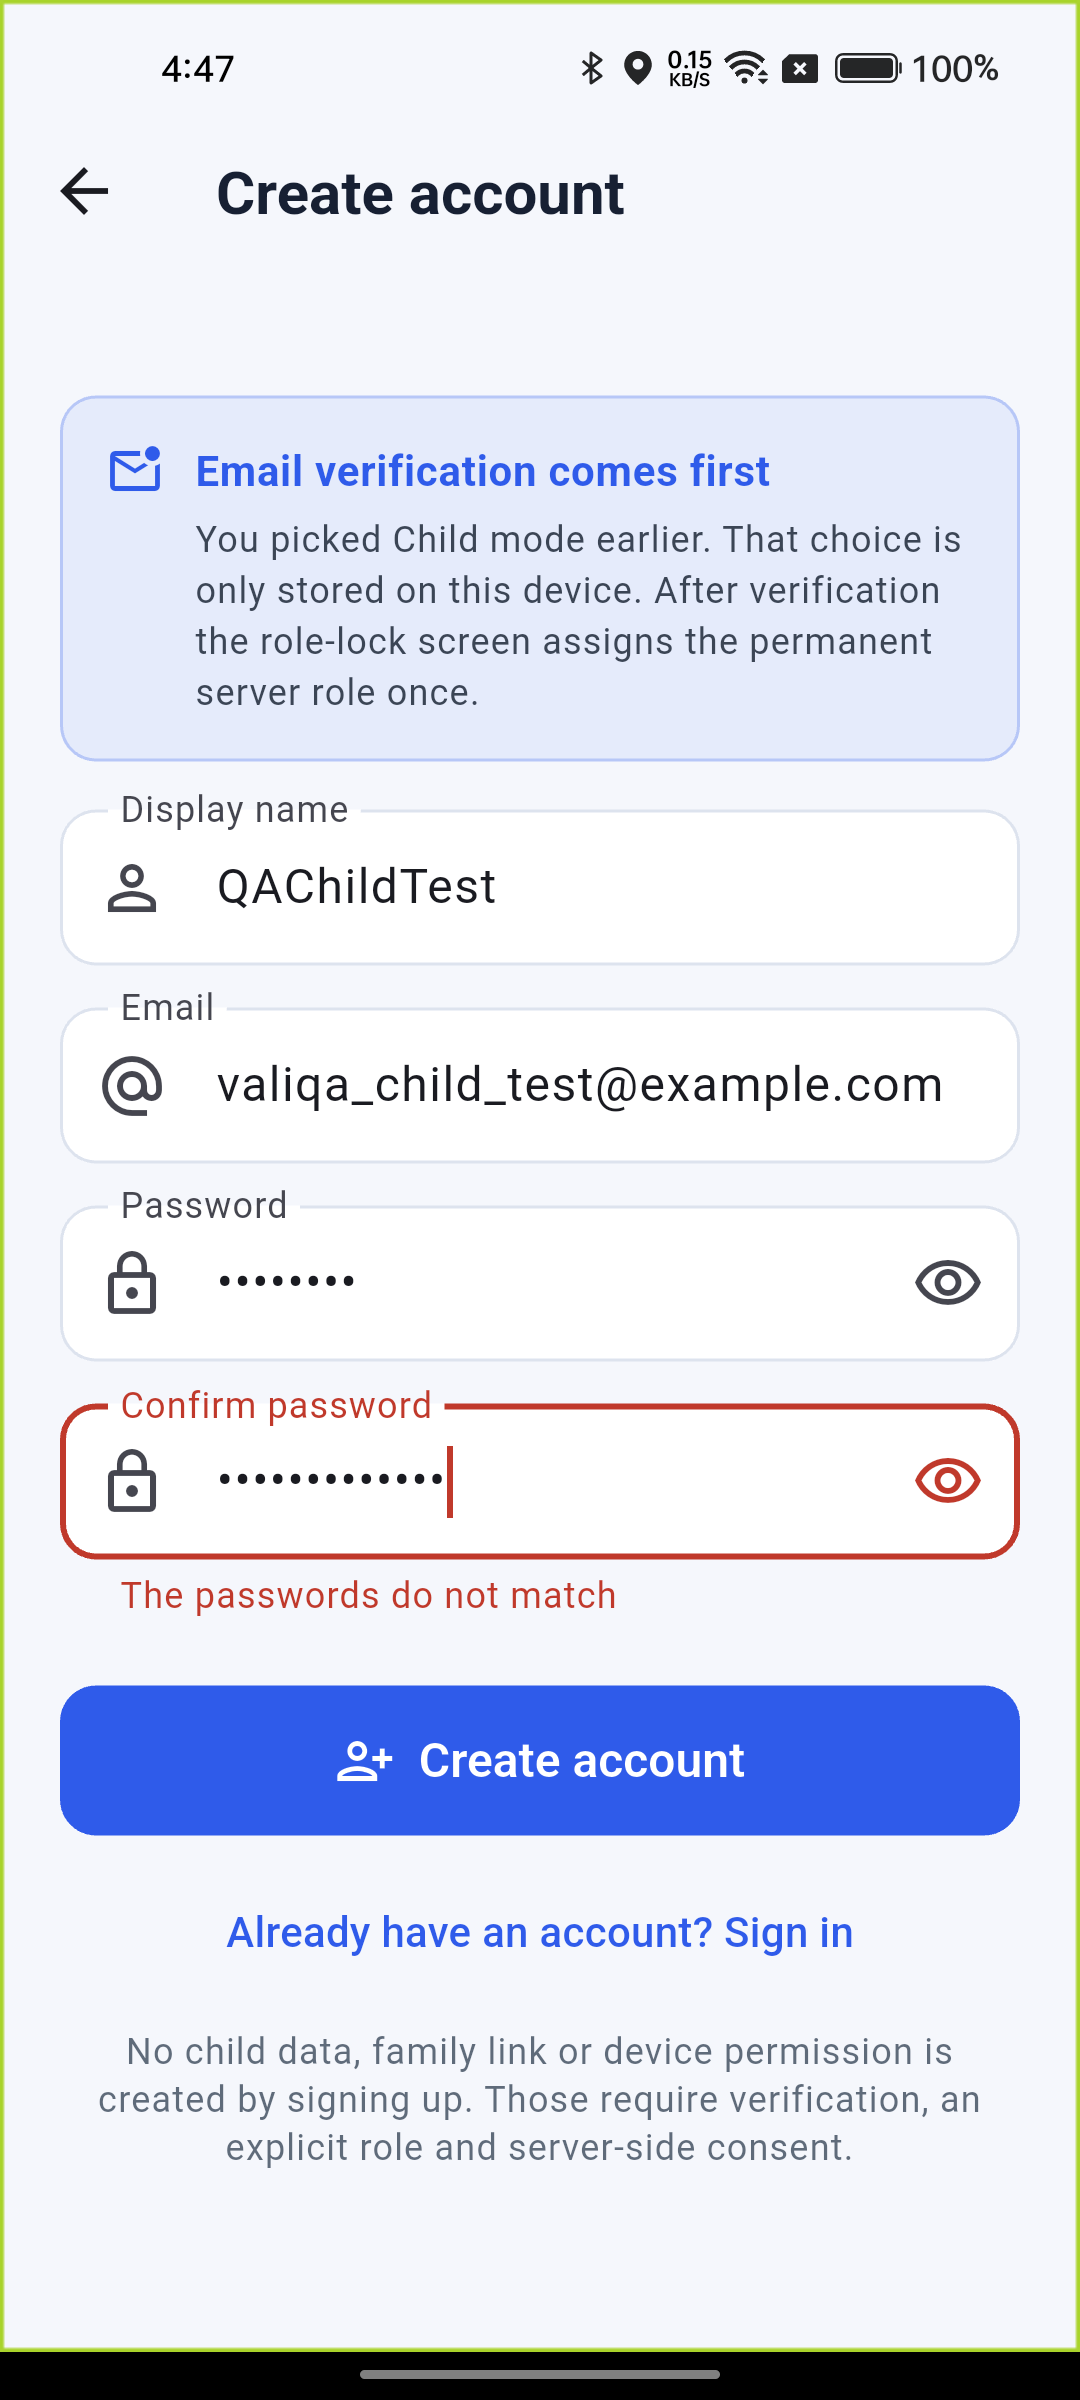 4:47
0.15
KB/S
100%
Create account
Email verification comes first
You picked Child mode earlier. That choice is
only stored on this device. After verification
the role-lock screen assigns the permanent
server role once.
Display name
QAChildTest
Email
valiqa_child_test@example.com
Password
••••••••
Confirm password
•••••••••••••
The passwords do not match
Create account
Already have an account? Sign in
No child data, family link or device permission is
created by signing up. Those require verification, an
explicit role and server-side consent.